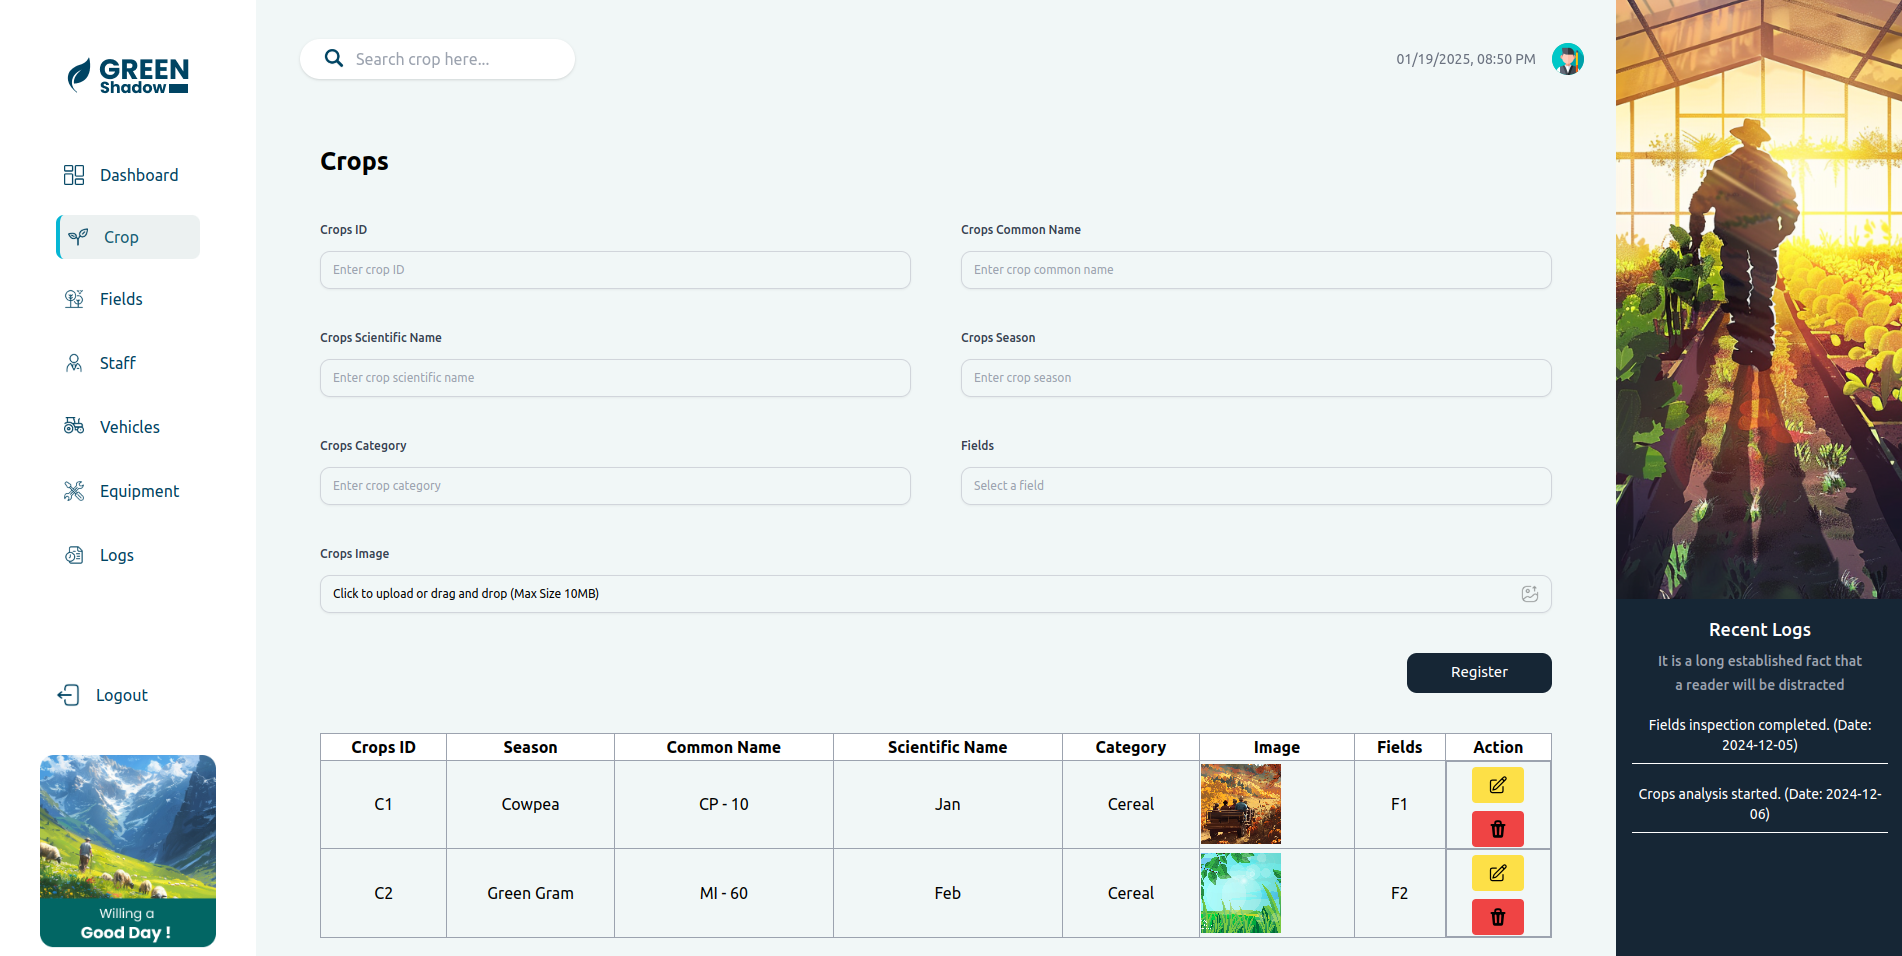 GREEN
Shadow
Dashboard
Crop
Fields
Staff
Vehicles
Equipment
Logs
Logout
Willing a
Good Day !
Search crop here...
01/19/2025, 08:50 PM
Crops
Crops ID
Enter crop ID
Crops Common Name
Enter crop common name
Crops Scientific Name
Enter crop scientific name
Crops Season
Enter crop season
Crops Category
Enter crop category
Fields
Select a field
Crops Image
Click to upload or drag and drop (Max Size 10MB)
Register
Crops ID Season Common Name Scientific Name Category Image Fields Action
C1 Cowpea CP - 10 Jan Cereal F1
C2 Green Gram MI - 60 Feb Cereal F2
Recent Logs
It is a long established fact that
a reader will be distracted
Fields inspection completed. (Date:
2024-12-05)
Crops analysis started. (Date: 2024-12-
06)